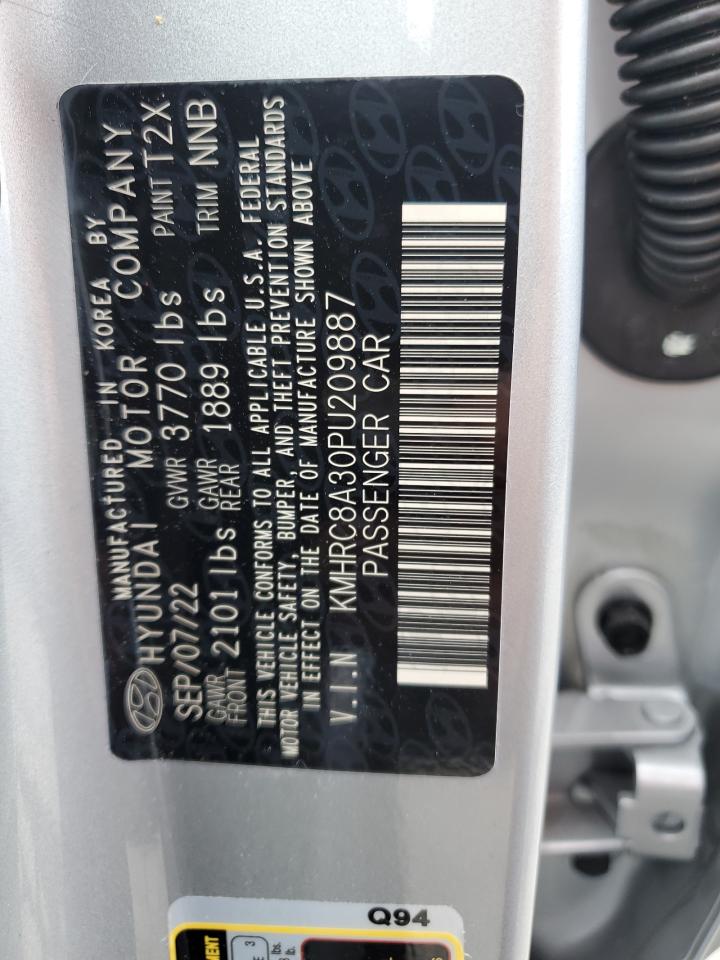 MANUFACTURED IN KOREA BY
HYUNDAI MOTOR COMPANY
SEP/07/22 GVWR 3770 lbs PAINT T2X
GAWR FRONT 2101 lbs GAWR REAR 1889 lbs TRIM NNB
THIS VEHICLE CONFORMS TO ALL APPLICABLE U.S.A. FEDERAL
MOTOR VEHICLE SAFETY, BUMPER, AND THEFT PREVENTION STANDARDS
IN EFFECT ON THE DATE OF MANUFACTURE SHOWN ABOVE
V.I.N KMHRC8A30PU209887
PASSENGER CAR
Q94